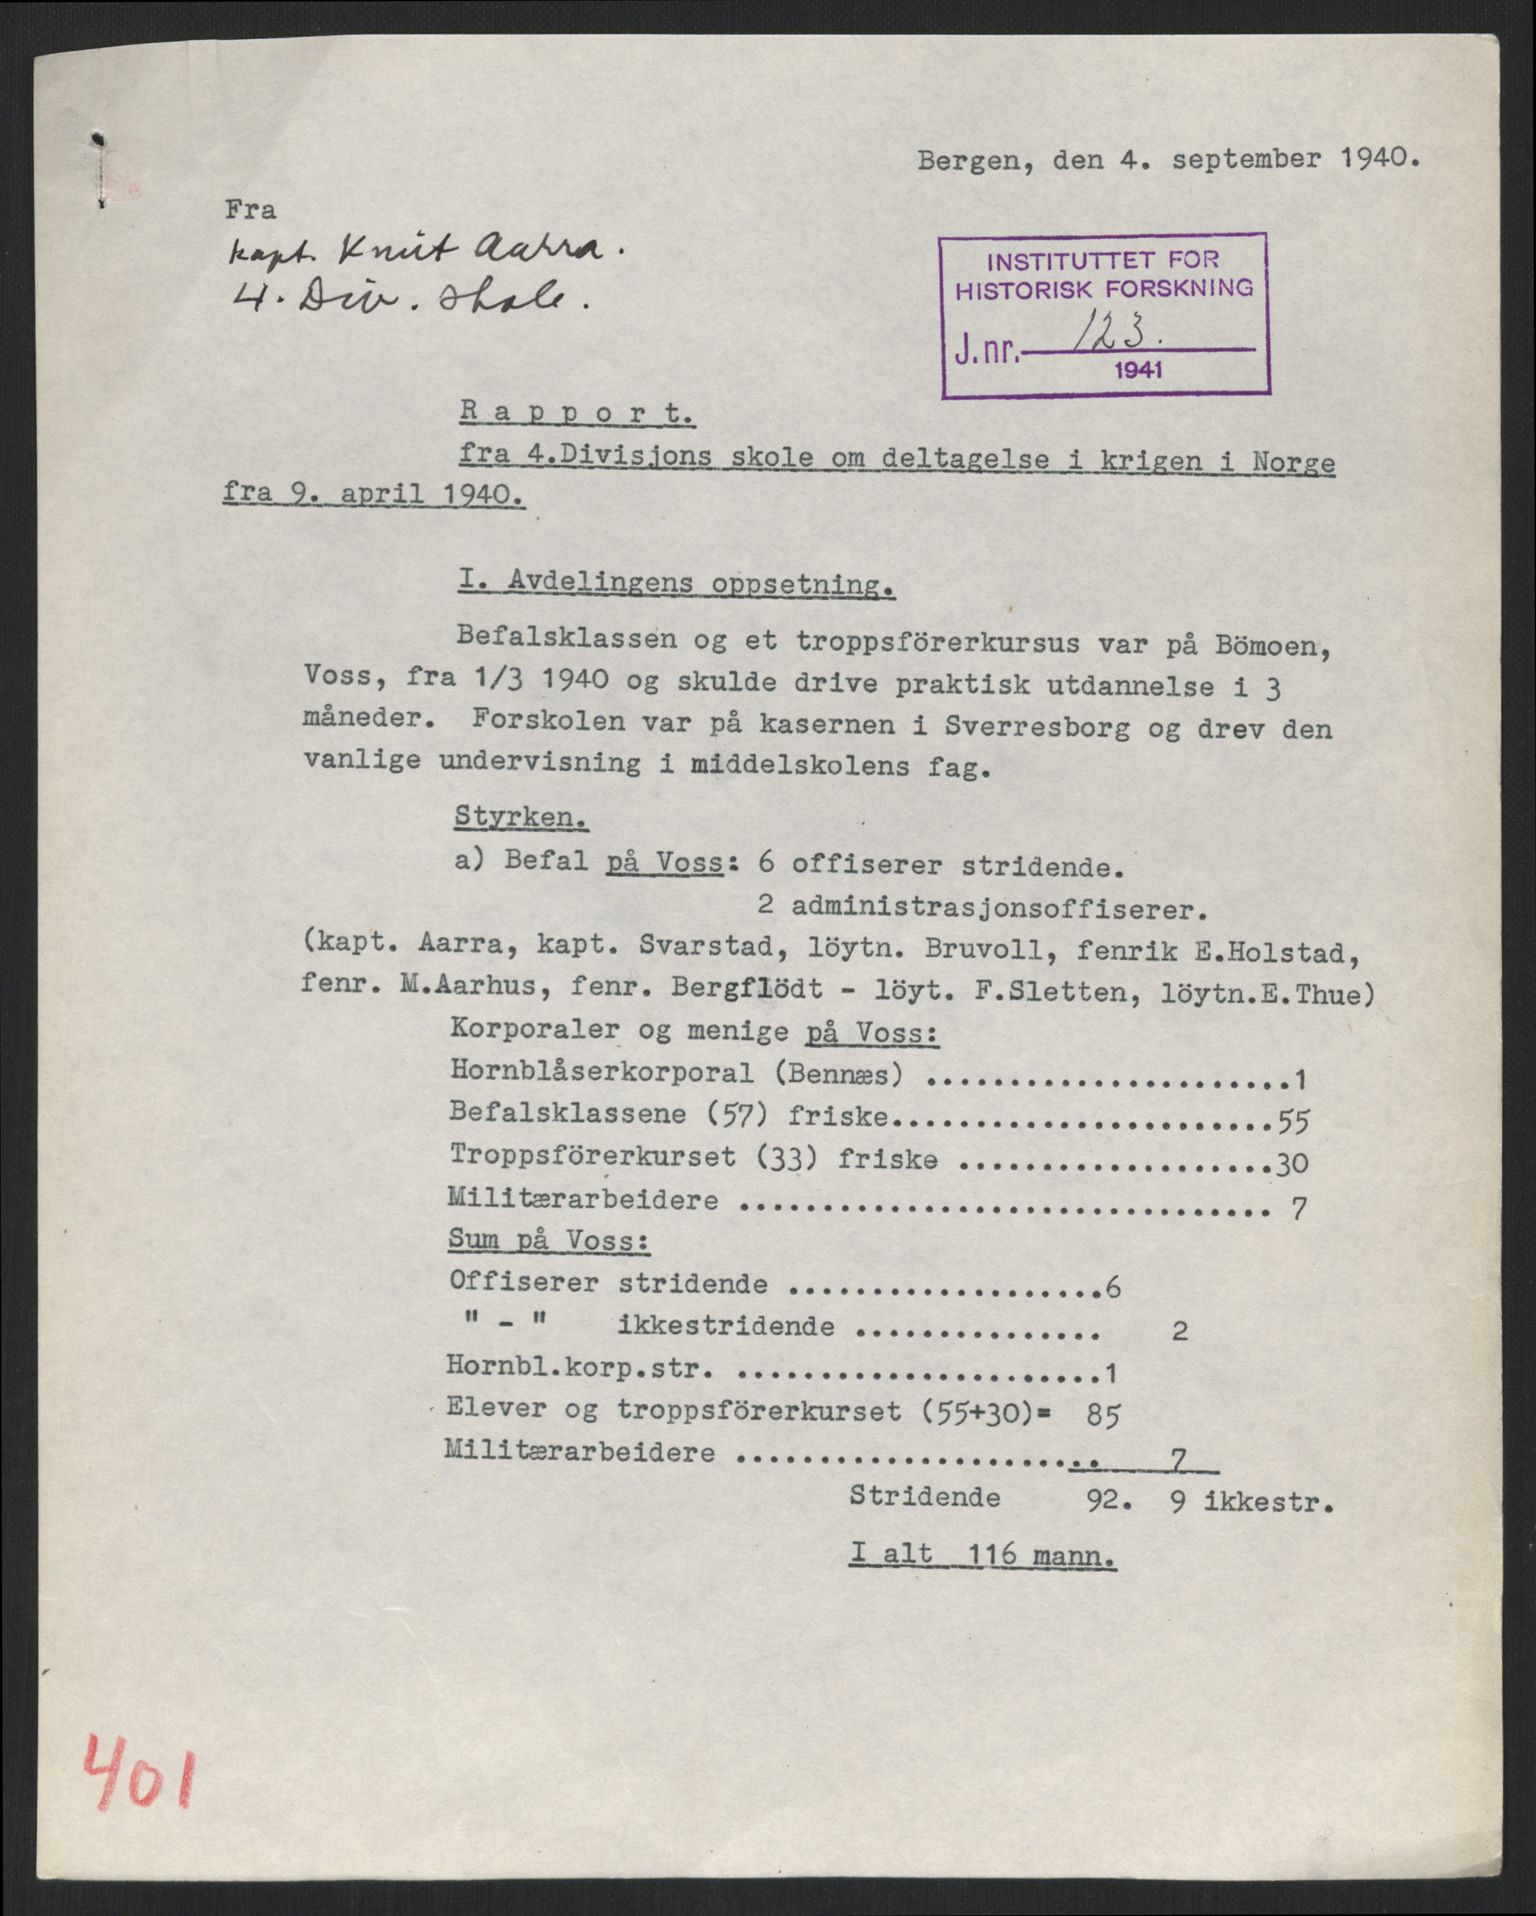 Bergen, den 4. september 1940.
Fra
kapt. Knut Aarra.
4. Div. skole.
INSTITUTTET FOR
HISTORISK FORSKNING
J.nr. 123.
1941
R a p p o r t.
fra 4.Divisjons skole om deltagelse i krigen i Norge
fra 9. april 1940.
I. Avdelingens oppsetning.
Befalsklassen og et troppsförerkursus var på Bömoen,
Voss, fra 1/3 1940 og skulde drive praktisk utdannelse i 3
måneder. Forskolen var på kasernen i Sverresborg og drev den
vanlige undervisning i middelskolens fag.
Styrken.
a) Befal på Voss: 6 offiserer stridende.
2 administrasjonsoffiserer.
(kapt. Aarra, kapt. Svarstad, löytn. Bruvoll, fenrik E.Holstad,
fenr. M.Aarhus, fenr. Bergflödt - löyt. F.Sletten, löytn.E.Thue)
Korporaler og menige på Voss:
Hornblåserkorporal (Bennæs) ......................1
Befalsklassene (57) friske.......................55
Troppsförerkurset (33) friske ...................30
Militærarbeidere ................................ 7
Sum på Voss:
Offiserer stridende ...................6
" - " ikkestridende ............... 2
Hornbl.korp.str. ......................1
Elever og troppsförerkurset (55+30)= 85
Militærarbeidere ...................... 7
Stridende 92. 9 ikkestr.
I alt 116 mann.
401